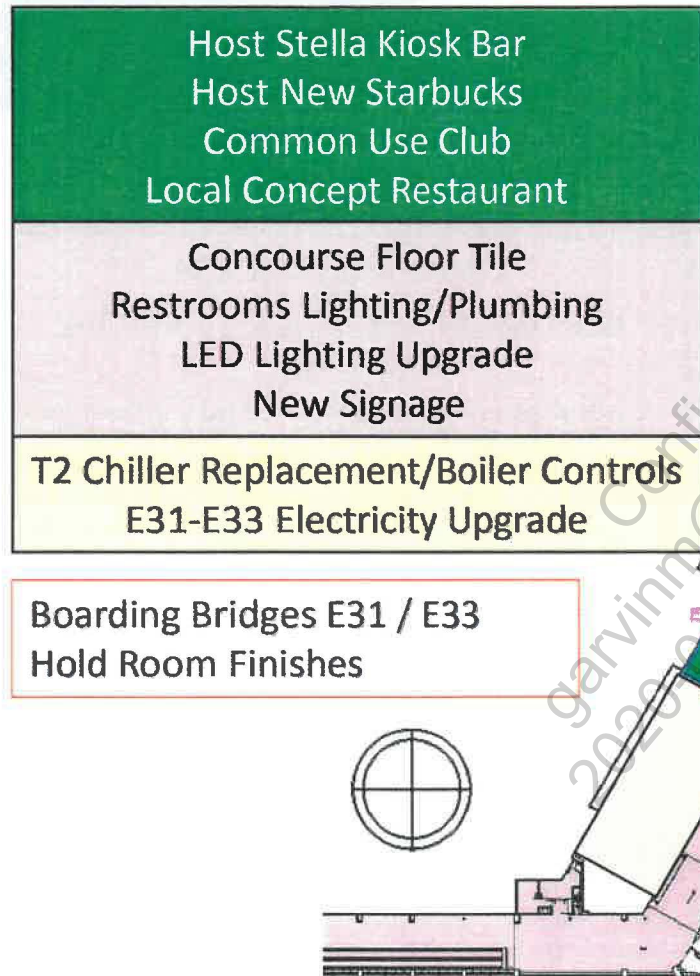 Host Stella Kiosk Bar
Host New Starbucks
Common Use Club
Local Concept Restaurant
Concourse Floor Tile
Restrooms Lighting/Plumbing
LED Lighting Upgrade
New Signage
T2 Chiller Replacement/Boiler Controls
E31-E33 Electricity Upgrade
Boarding Bridges E31 / E33
Hold Room Finishes